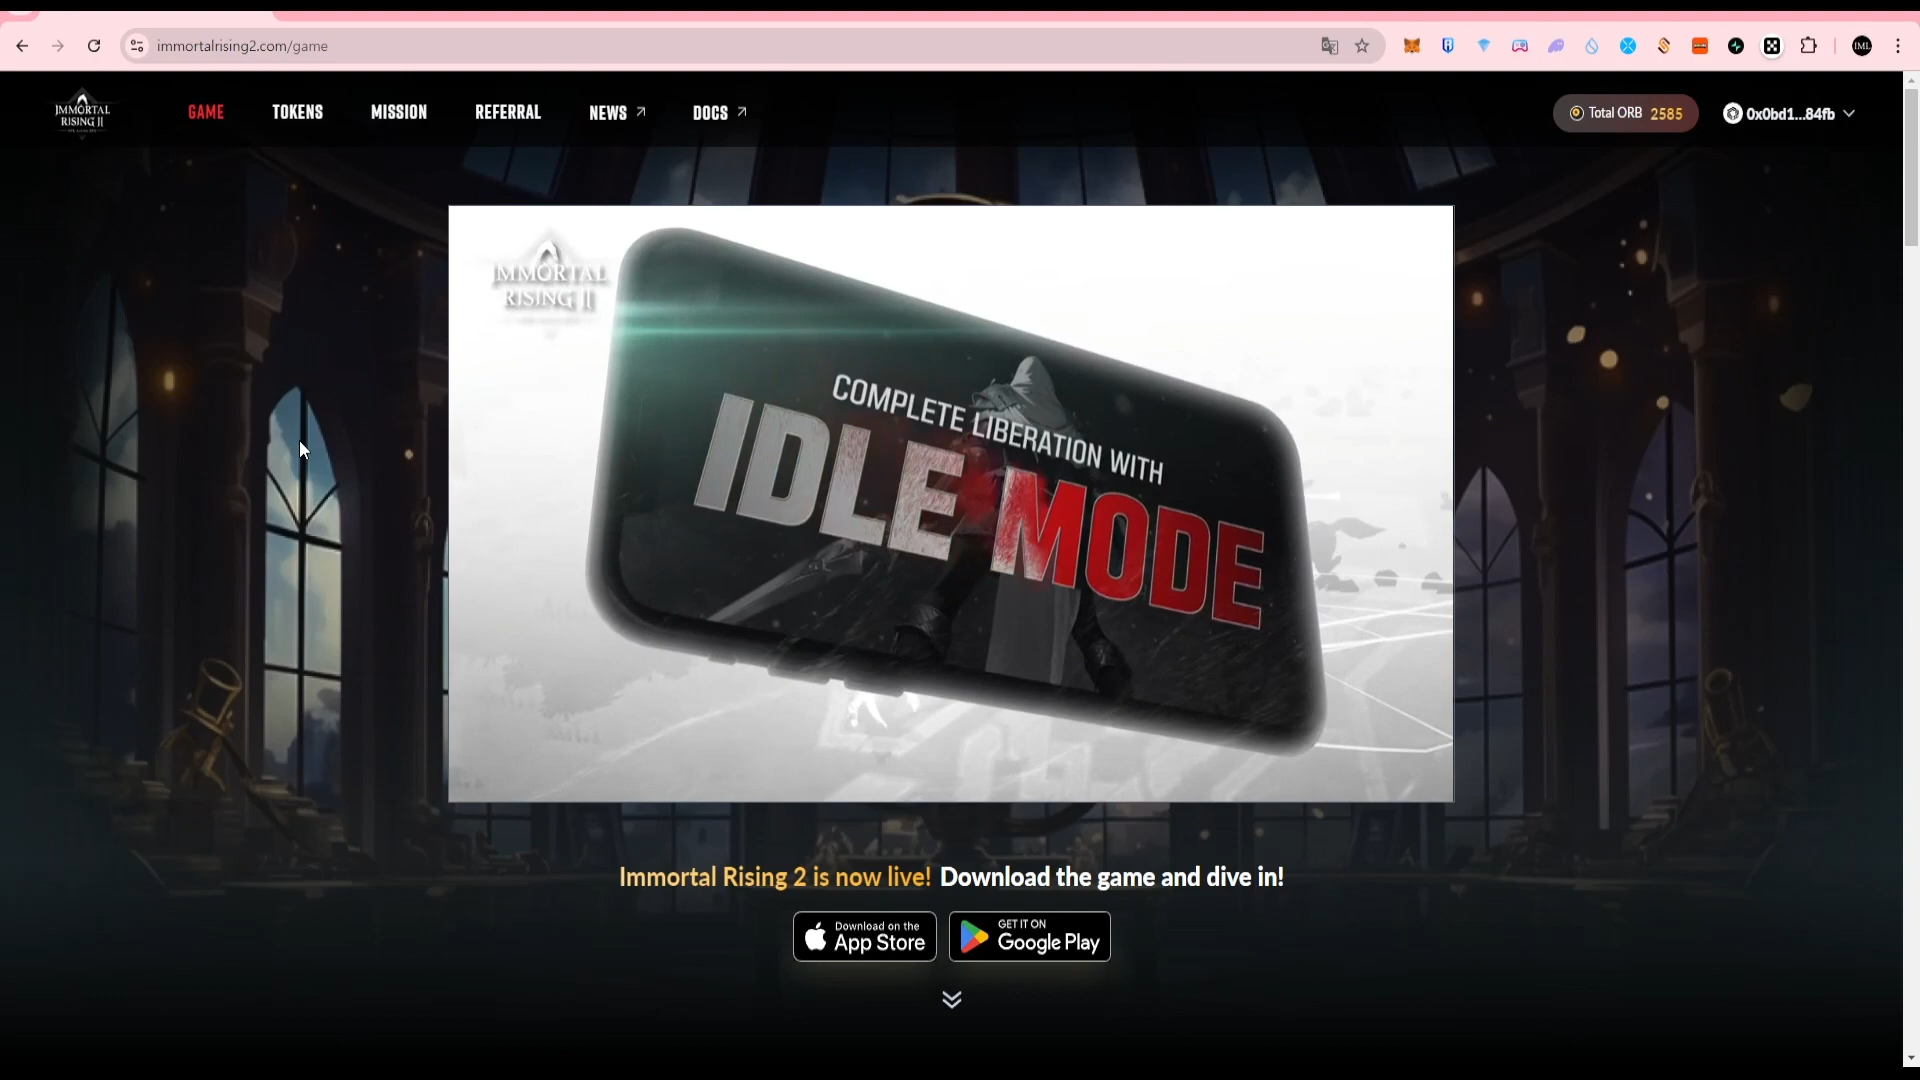 immortalrising2.com/game
IML
IMMORTAL
RISING II
GAME
TOKENS
MISSION
REFERRAL
NEWS
DOCS
Total ORB 2585
0x0bd1...84fb
IMMORTAL
RISING II
COMPLETE LIBERATION WITH
IDLE MODE
Immortal Rising 2 is now live! Download the game and dive in!
Download on the
App Store
GET IT ON
Google Play